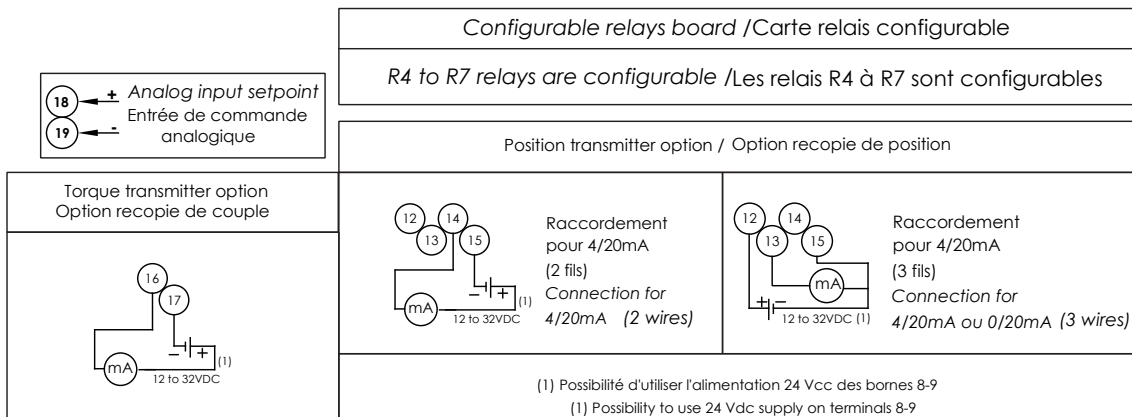 Configurable relays board /Carte relais configurable
R4 to R7 relays are configurable /Les relais R4 à R7 sont configurables
18 + Analog input setpoint
19 - Entrée de commande
analogique
Position transmitter option / Option recopie de position
Torque transmitter option
Option recopie de couple
16
17
mA
– +
(1)
12 to 32VDC
12
14
13
15
mA
– +
(1)
12 to 32VDC
Raccordement
pour 4/20mA
(2 fils)
Connection for
4/20mA (2 wires)
12
14
13
15
mA
+ –
12 to 32VDC (1)
Raccordement
pour 4/20mA
(3 fils)
Connection for
4/20mA ou 0/20mA (3 wires)
(1) Possibilité d'utiliser l'alimentation 24 Vcc des bornes 8-9
(1) Possibility to use 24 Vdc supply on terminals 8-9